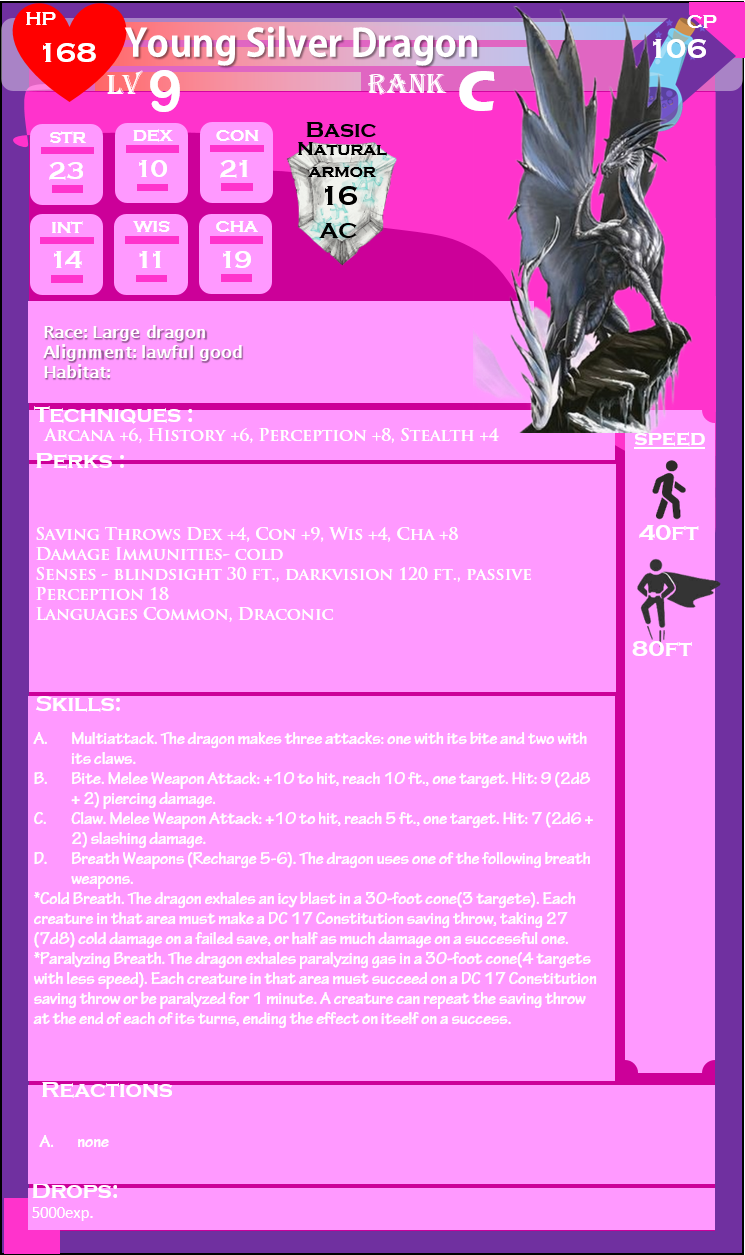 HP
168
Young Silver Dragon
CP
106
LV 9
RANK C
STR
23
DEX
10
CON
21
INT
14
WIS
11
CHA
19
Basic
Natural
armor
16
AC
Race: Large dragon
Alignment: lawful good
Habitat:
Techniques :
Arcana +6, History +6, Perception +8, Stealth +4
Perks :
Saving Throws Dex +4, Con +9, Wis +4, Cha +8
Damage Immunities- cold
Senses - blindsight 30 ft., darkvision 120 ft., passive
Perception 18
Languages Common, Draconic
SPEED
40FT
80FT
Skills:
A. Multiattack. The dragon makes three attacks: one with its bite and two with
its claws.
B. Bite. Melee Weapon Attack: +10 to hit, reach 10 ft., one target. Hit: 9 (2d8
+ 2) piercing damage.
C. Claw. Melee Weapon Attack: +10 to hit, reach 5 ft., one target. Hit: 7 (2d6 +
2) slashing damage.
D. Breath Weapons (Recharge 5-6). The dragon uses one of the following breath
weapons.
*Cold Breath. The dragon exhales an icy blast in a 30-foot cone(3 targets). Each
creature in that area must make a DC 17 Constitution saving throw, taking 27
(7d8) cold damage on a failed save, or half as much damage on a successful one.
*Paralyzing Breath. The dragon exhales paralyzing gas in a 30-foot cone(4 targets
with less speed). Each creature in that area must succeed on a DC 17 Constitution
saving throw or be paralyzed for 1 minute. A creature can repeat the saving throw
at the end of each of its turns, ending the effect on itself on a success.
Reactions
A. none
Drops:
5000exp.